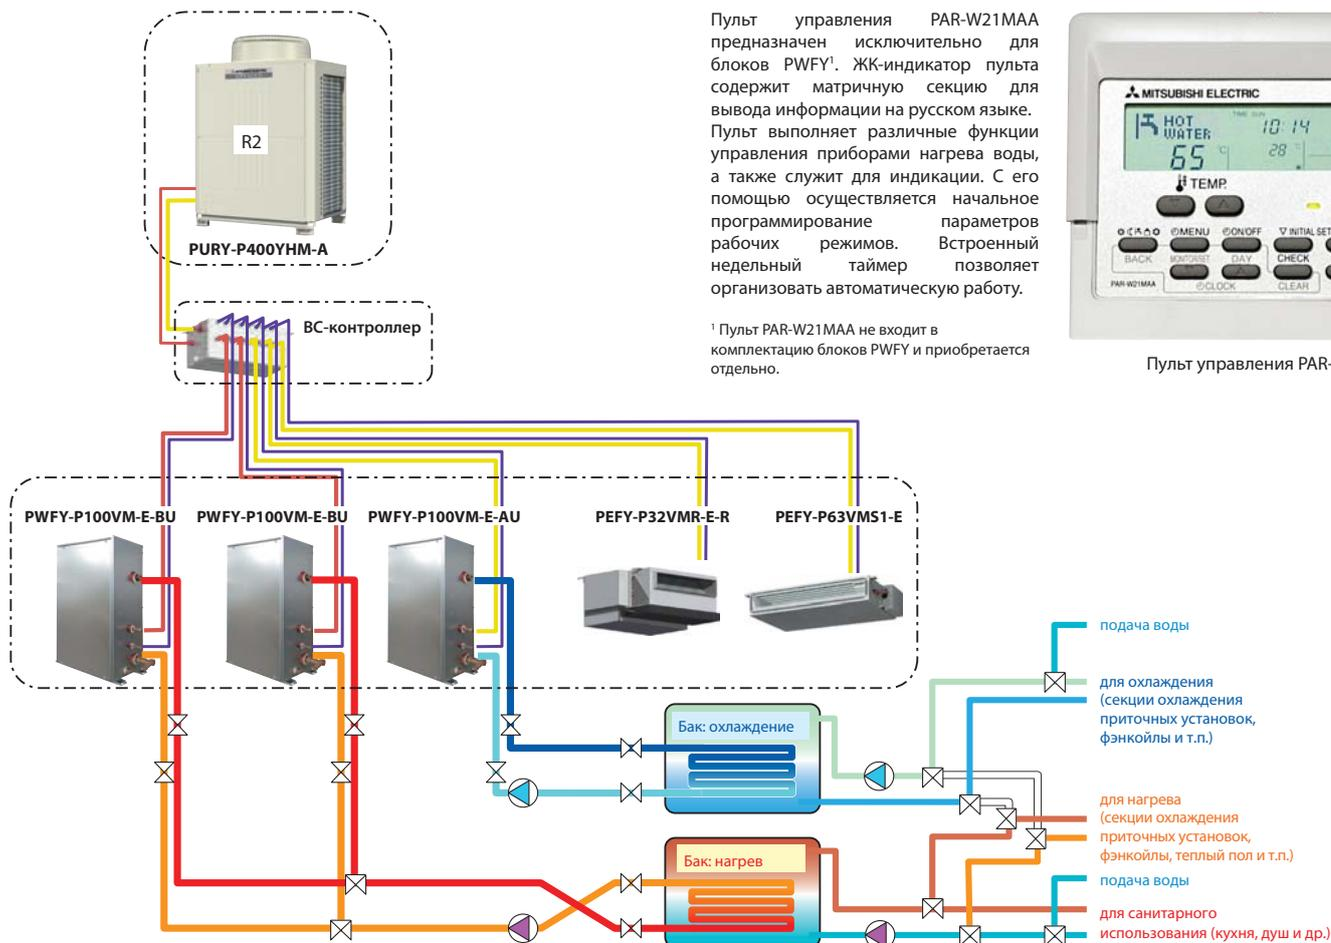 R2
PURY-P400YHM-A
BC-контроллер
Пульт управления PAR-W21MAA
предназначен исключительно для
блоков PWFY¹. ЖК-индикатор пульта
содержит матричную секцию для
вывода информации на русском языке.
Пульт выполняет различные функции
управления приборами нагрева воды,
а также служит для индикации. С его
помощью осуществляется начальное
программирование параметров
рабочих режимов. Встроенный
недельный таймер позволяет
организовать автоматическую работу.
¹ Пульт PAR-W21MAA не входит в
комплектацию блоков PWFY и приобретается
отдельно.
MITSUBISHI ELECTRIC
TIME SUN
HOT
WATER
10:14
65 °C
28 °C
TEMP.
MENU
ON/OFF
INITIAL SET
BACK
MONITOR/SET
DAY
CHECK
PAR-W21MAA
CLOCK
CLEAR
Пульт управления PAR-
PWFY-P100VM-E-BU
PWFY-P100VM-E-BU
PWFY-P100VM-E-AU
PEFY-P32VMR-E-R
PEFY-P63VMS1-E
Бак: охлаждение
Бак: нагрев
подача воды
для охлаждения
(секции охлаждения
приточных установок,
фэнкойлы и т.п.)
для нагрева
(секции охлаждения
приточных установок,
фэнкойлы, теплый пол и т.п.)
подача воды
для санитарного
использования (кухня, душ и др.)